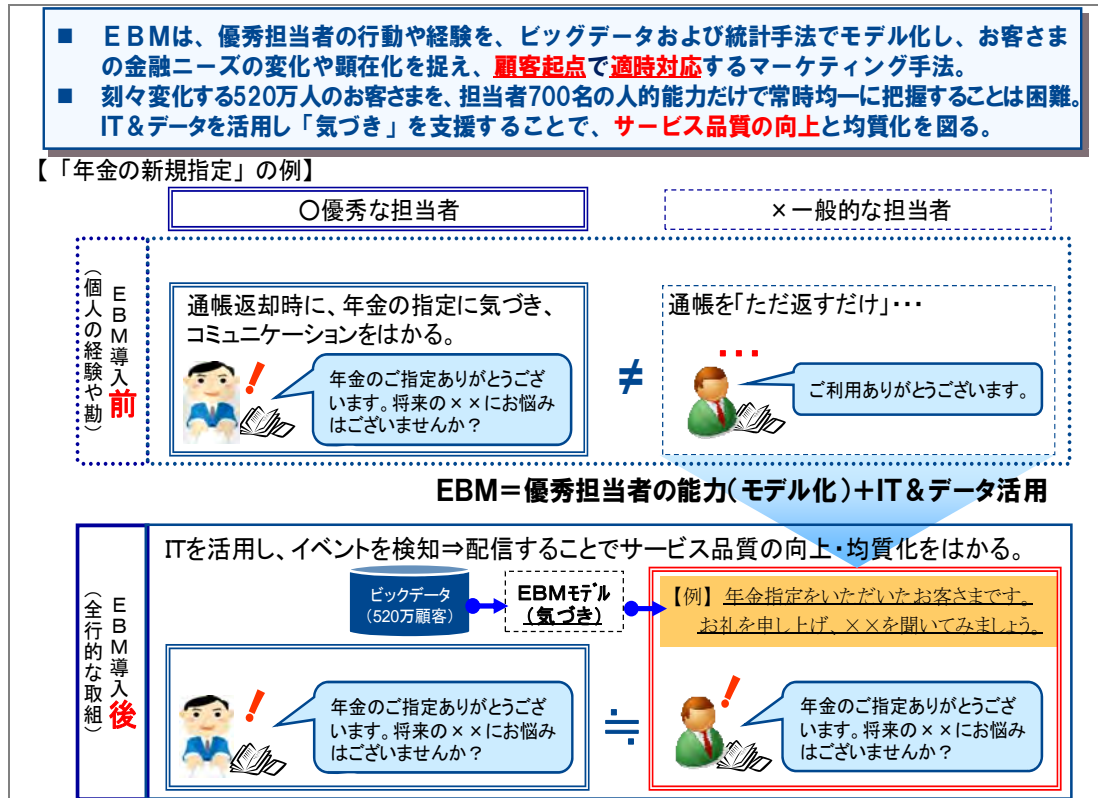 ■ EBMは、優秀担当者の行動や経験を、ビッグデータおよび統計手法でモデル化し、お客さま
の金融ニーズの変化や顕在化を捉え、顧客起点で適時対応するマーケティング手法。
■ 刻々変化する520万人のお客さまを、担当者700名の人的能力だけで常時均一に把握することは困難。
IT&データを活用し「気づき」を支援することで、サービス品質の向上と均質化を図る。
【「年金の新規指定」の例】
〇優秀な担当者
×一般的な担当者
EBM導入前
（個人の経験や勘）
通帳返却時に、年金の指定に気づき、
コミュニケーションをはかる。
!
年金のご指定ありがとうござ
います。将来の××にお悩み
はございませんか？
≠
通帳を「ただ返すだけ」･･･
...
ご利用ありがとうございます。
EBM＝優秀担当者の能力(モデル化)＋IT&データ活用
EBM導入後
（全行的な取組）
ITを活用し、イベントを検知⇒配信することでサービス品質の向上・均質化をはかる。
ビックデータ
(520万顧客)
EBMﾓﾃﾞﾙ
(気づき)
【例】年金指定をいただいたお客さまです。
お礼を申し上げ、××を聞いてみましょう。
!
年金のご指定ありがとうござ
います。将来の××にお悩み
はございませんか？
≒
!
年金のご指定ありがとうござ
います。将来の××にお悩み
はございませんか？